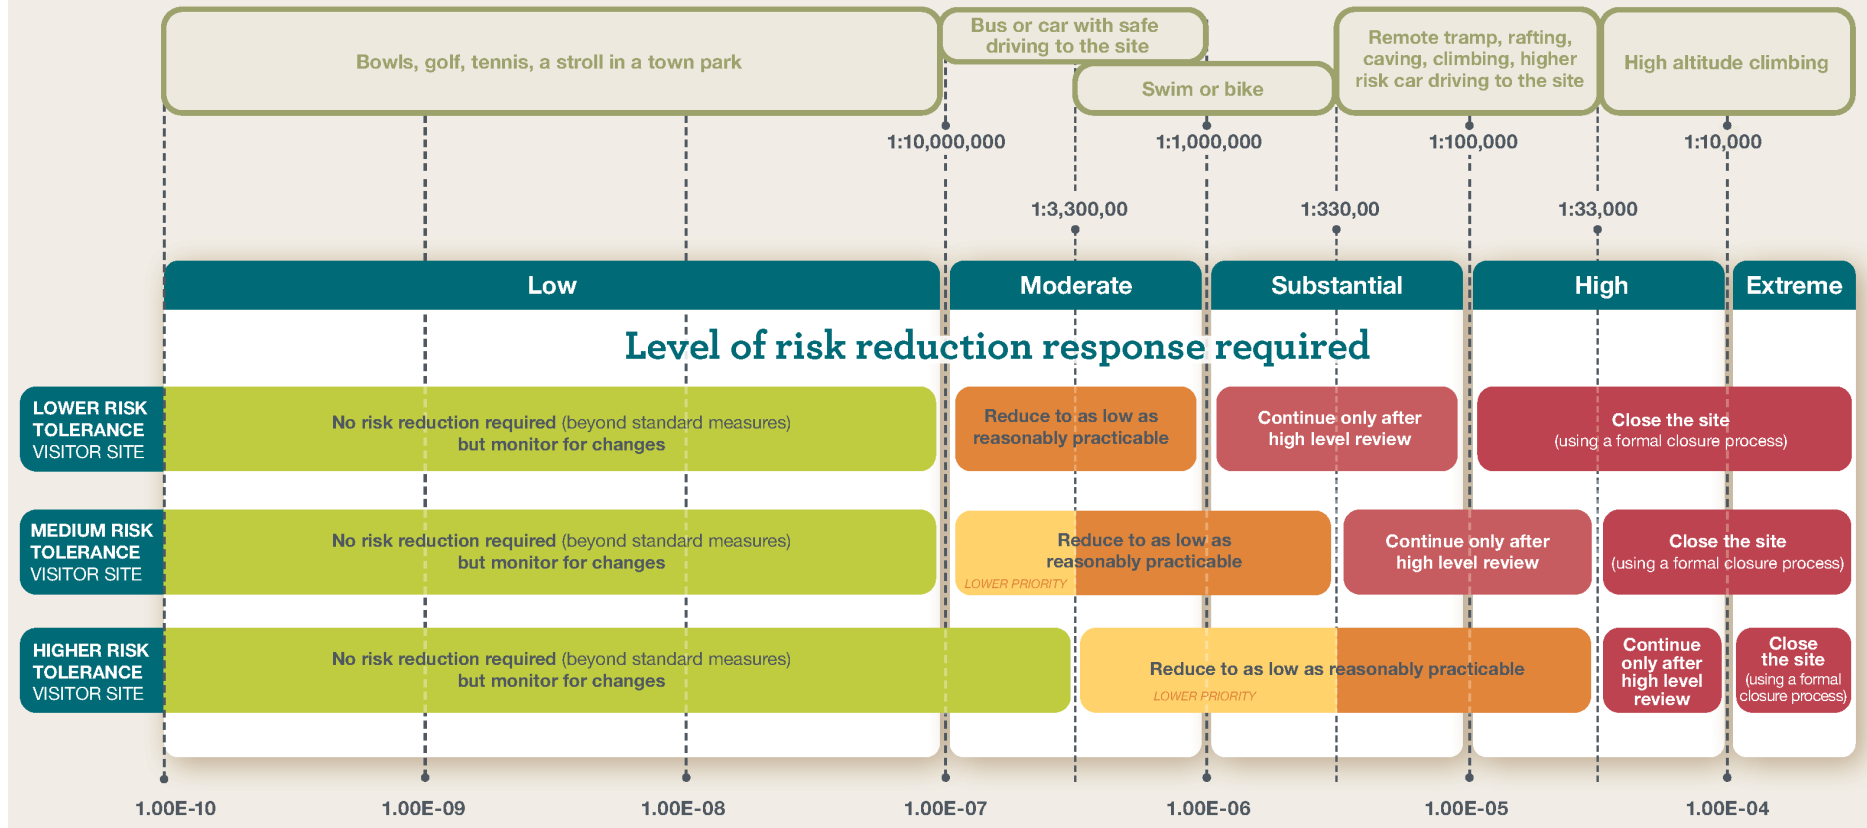 Bowls, golf, tennis, a stroll in a town park
Bus or car with safe
driving to the site
Swim or bike
Remote tramp, rafting,
caving, climbing, higher
risk car driving to the site
High altitude climbing
1:10,000,000
1:1,000,000
1:100,000
1:10,000
1:3,300,00
1:330,00
1:33,000
Low
Moderate
Substantial
High
Extreme
Level of risk reduction response required
LOWER RISK
TOLERANCE
VISITOR SITE
No risk reduction required (beyond standard measures)
but monitor for changes
Reduce to as low as
reasonably practicable
Continue only after
high level review
Close the site
(using a formal closure process)
MEDIUM RISK
TOLERANCE
VISITOR SITE
No risk reduction required (beyond standard measures)
but monitor for changes
Reduce to as low as
reasonably practicable
LOWER PRIORITY
Continue only after
high level review
Close the site
(using a formal closure process)
HIGHER RISK
TOLERANCE
VISITOR SITE
No risk reduction required (beyond standard measures)
but monitor for changes
Reduce to as low as reasonably practicable
LOWER PRIORITY
Continue
only after
high level
review
Close
the site
(using a formal
closure process)
1.00E-10
1.00E-09
1.00E-08
1.00E-07
1.00E-06
1.00E-05
1.00E-04